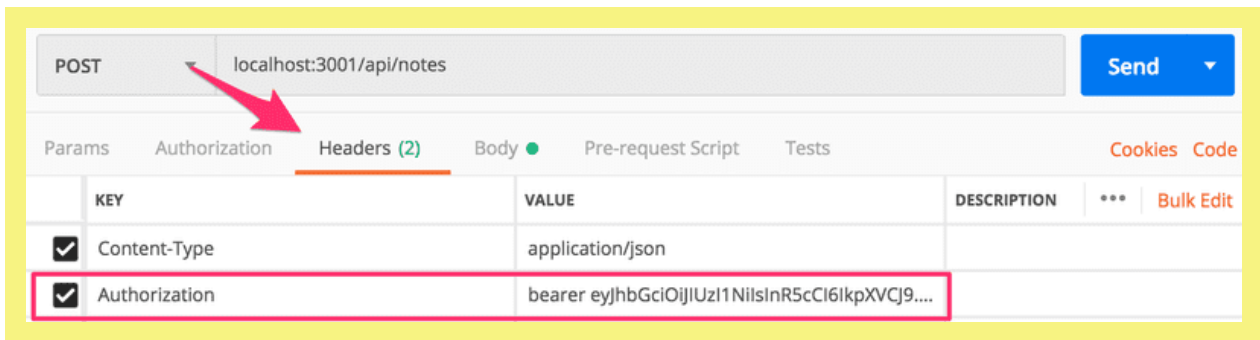 POST localhost:3001/api/notes Send
Params Authorization Headers (2) Body Pre-request Script Tests Cookies Code
KEY VALUE DESCRIPTION ••• Bulk Edit
Content-Type application/json
Authorization bearer eyJhbGciOiJIUzI1NiIsInR5cCI6IkpXVCJ9....